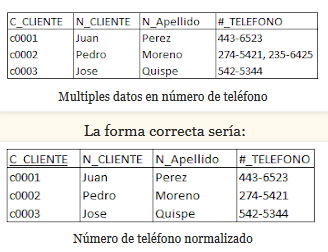 C_CLIENTE N_CLIENTE N_Apellido #_TELEFONO
c0001 Juan Perez 443-6523
c0002 Pedro Moreno 274-5421, 235-6425
c0003 Jose Quispe 542-5344
Multiples datos en número de teléfono
La forma correcta sería:
C_CLIENTE N_CLIENTE N_Apellido #_TELEFONO
c0001 Juan Perez 443-6523
c0002 Pedro Moreno 274-5421
c0003 Jose Quispe 542-5344
Número de teléfono normalizado